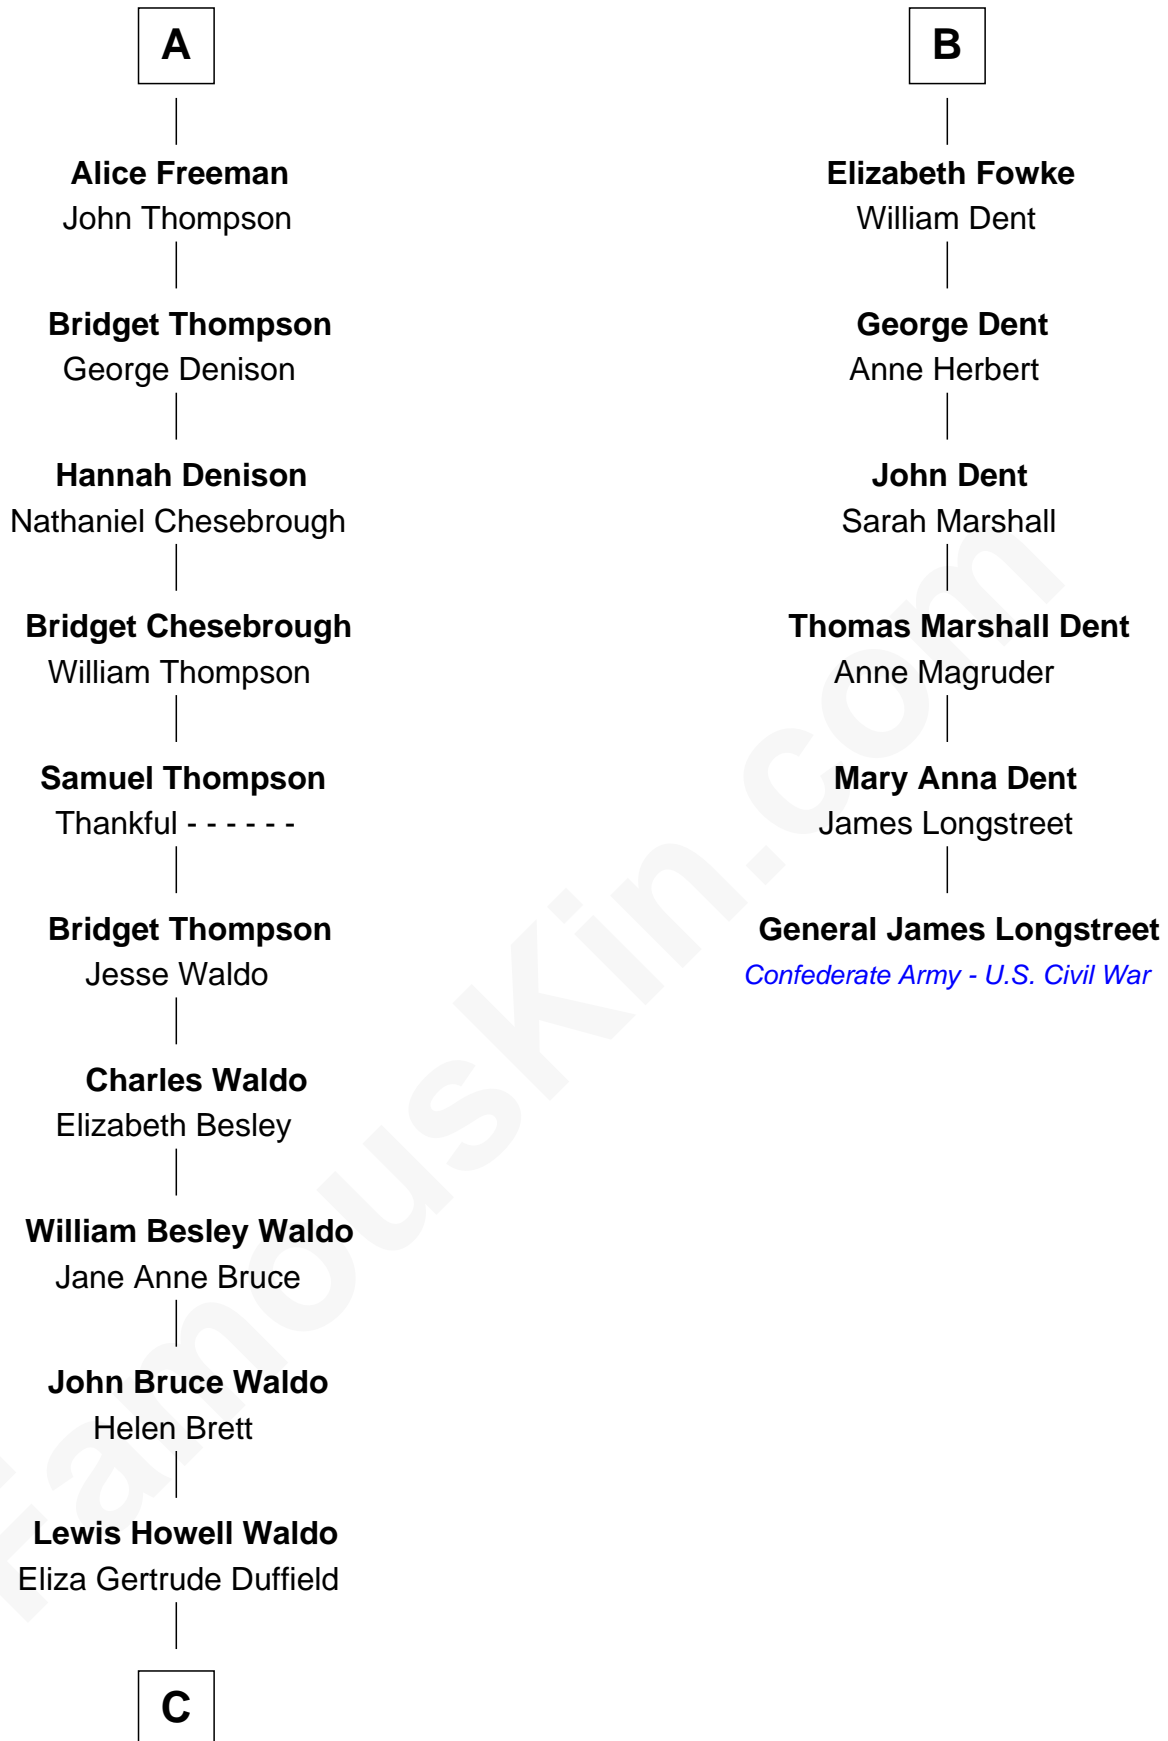 A
Alice Freeman
John Thompson
Bridget Thompson
George Denison
Hannah Denison
Nathaniel Chesebrough
Bridget Chesebrough
William Thompson
Samuel Thompson
Thankful - - - - - -
Bridget Thompson
Jesse Waldo
Charles Waldo
Elizabeth Besley
William Besley Waldo
Jane Anne Bruce
John Bruce Waldo
Helen Brett
Lewis Howell Waldo
Eliza Gertrude Duffield
C
B
Elizabeth Fowke
William Dent
George Dent
Anne Herbert
John Dent
Sarah Marshall
Thomas Marshall Dent
Anne Magruder
Mary Anna Dent
James Longstreet
General James Longstreet
Confederate Army - U.S. Civil War
FamousKin.com